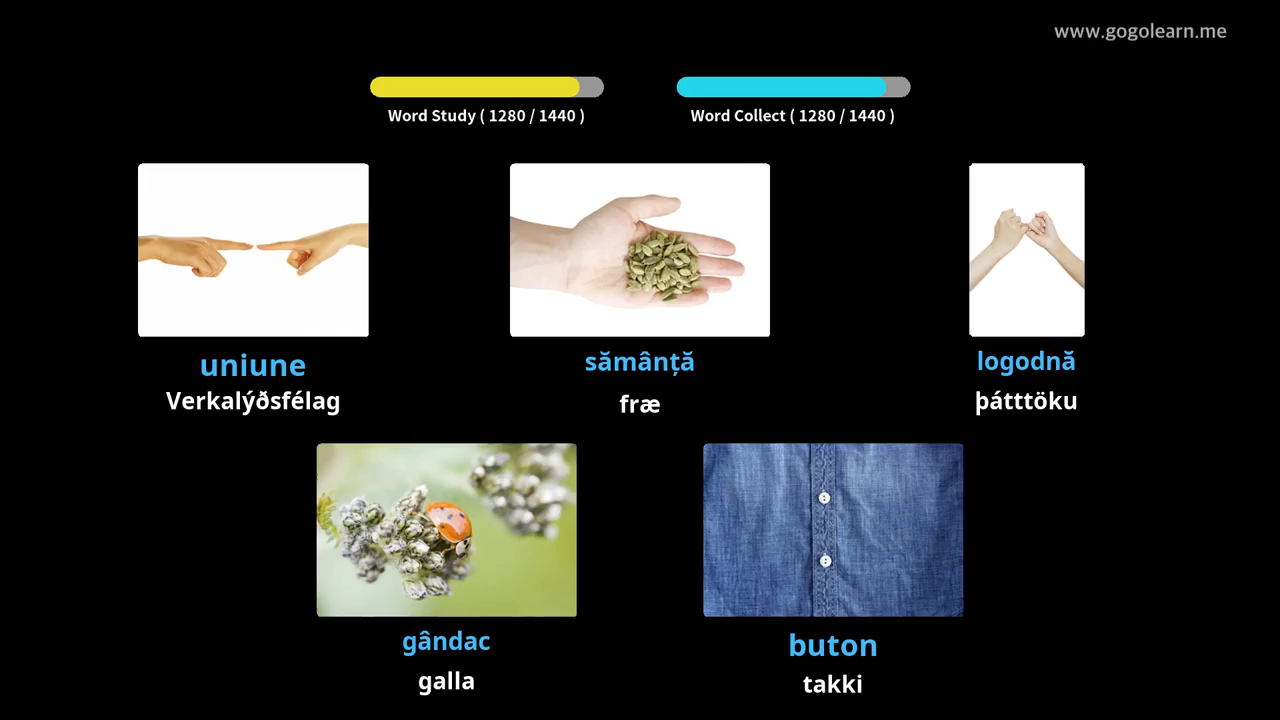 www.gogolearn.me
Word Study ( 1280 / 1440 )
Word Collect ( 1280 / 1440 )
uniune
Verkalýðsfélag
sămânță
fræ
logodnă
þátttöku
gândac
galla
buton
takki